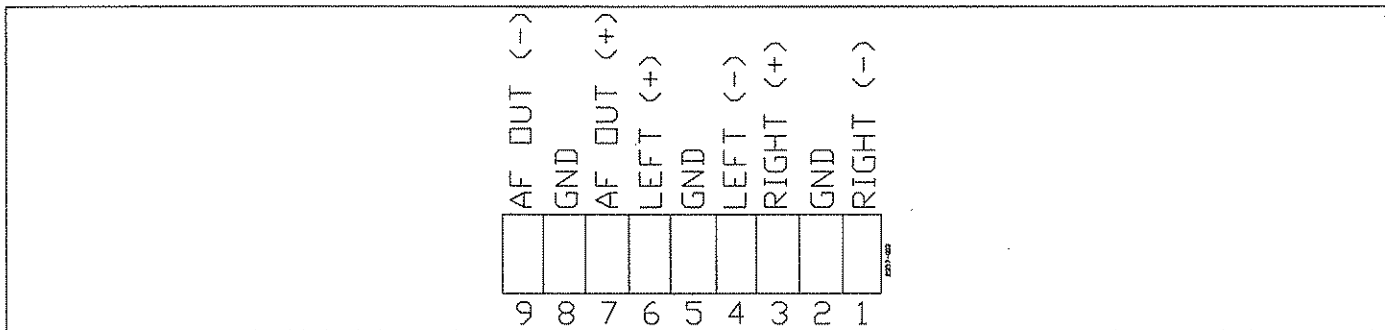 AF OUT (-)
GND
AF OUT (+)
LEFT (+)
GND
LEFT (-)
RIGHT (+)
GND
RIGHT (-)
9 8 7 6 5 4 3 2 1